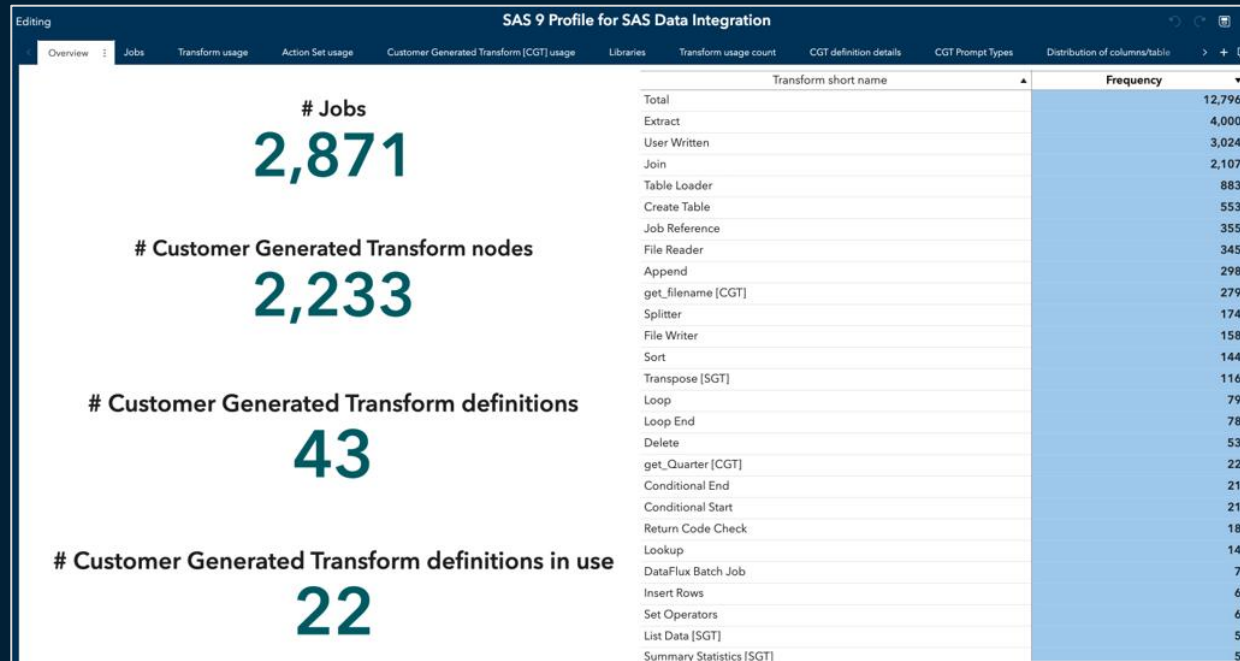 Editing
SAS 9 Profile for SAS Data Integration
Overview Jobs Transform usage Action Set usage Customer Generated Transform [CGT] usage Libraries Transform usage count CGT definition details CGT Prompt Types Distribution of columns/table
# Jobs
2,871
# Customer Generated Transform nodes
2,233
# Customer Generated Transform definitions
43
# Customer Generated Transform definitions in use
22
Transform short name Frequency
Total 12,796
Extract 4,000
User Written 3,024
Join 2,107
Table Loader 883
Create Table 553
Job Reference 355
File Reader 345
Append 298
get_filename [CGT] 279
Splitter 174
File Writer 158
Sort 144
Transpose [SGT] 116
Loop 79
Loop End 78
Delete 53
get_Quarter [CGT] 22
Conditional End 21
Conditional Start 21
Return Code Check 18
Lookup 14
DataFlux Batch Job 7
Insert Rows 6
Set Operators 6
List Data [SGT] 5
Summary Statistics [SGT] 5